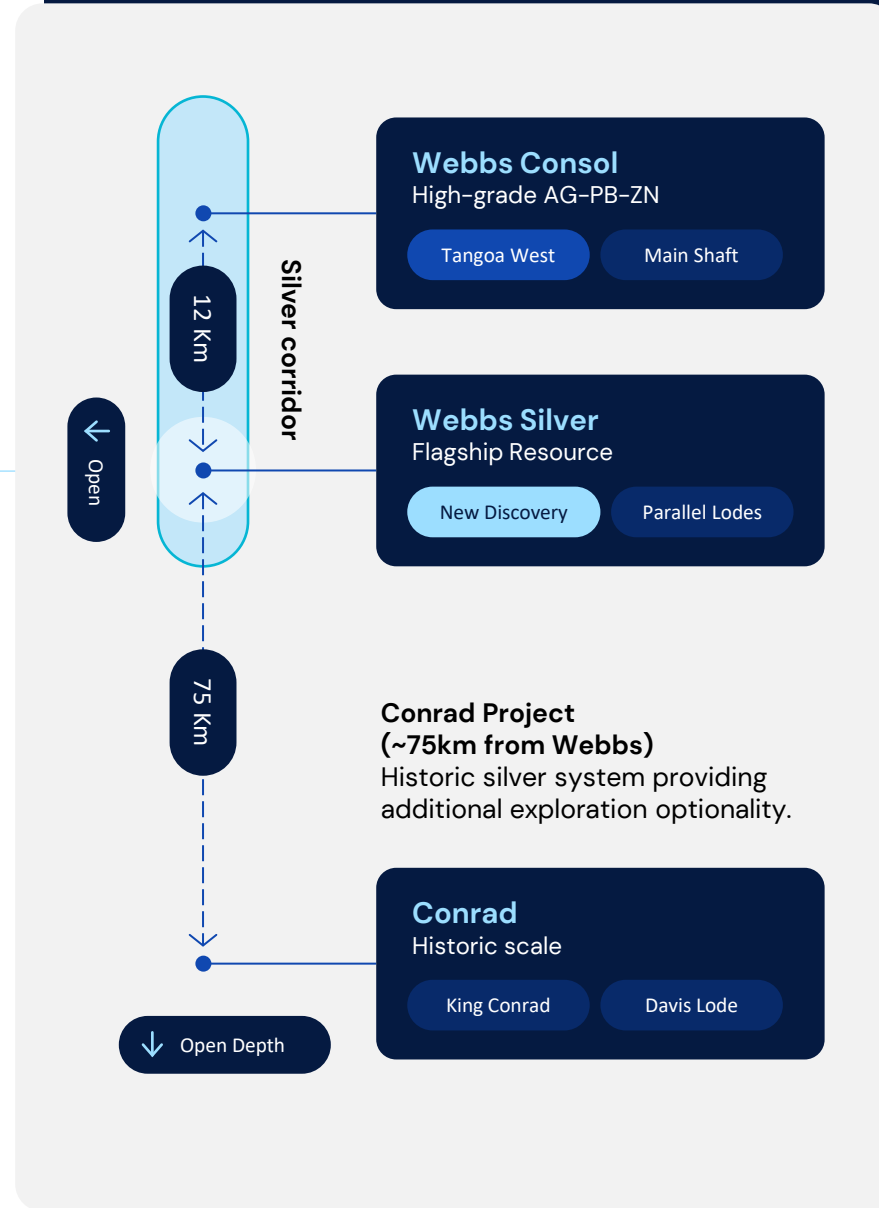 Webbs Consol
High-grade AG-PB-ZN
Tangoa West
Main Shaft
12 Km
Silver corridor
Open
Webbs Silver
Flagship Resource
New Discovery
Parallel Lodes
75 Km
Conrad Project
(~75km from Webbs)
Historic silver system providing
additional exploration optionality.
Conrad
Historic scale
King Conrad
Davis Lode
Open Depth